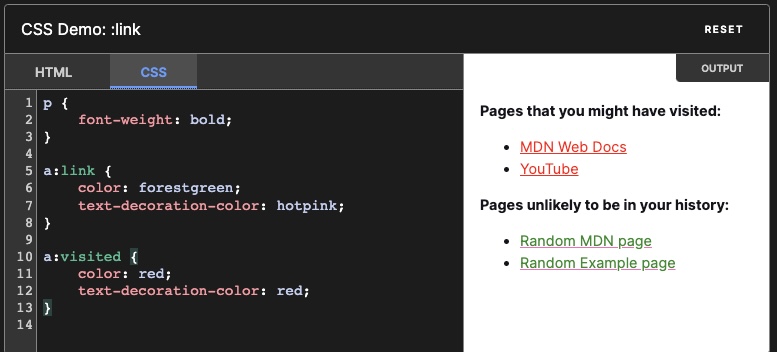 CSS Demo: :link
RESET
HTML
CSS
OUTPUT
1 p {
2     font-weight: bold;
3 }
4
5 a:link {
6     color: forestgreen;
7     text-decoration-color: hotpink;
8 }
9
10 a:visited {
11     color: red;
12     text-decoration-color: red;
13 }
14
Pages that you might have visited:
• MDN Web Docs
• YouTube
Pages unlikely to be in your history:
• Random MDN page
• Random Example page